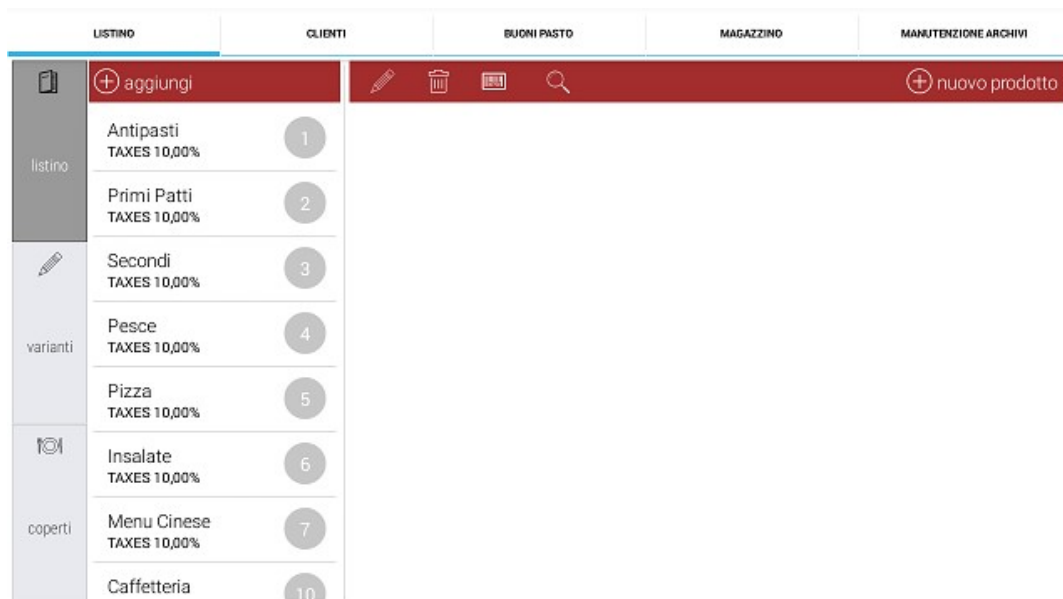 LISTINO CLIENTI BUONI PASTO MAGAZZINO MANUTENZIONE ARCHIVI
aggiungi
nuovo prodotto
listino
varianti
coperti
Antipasti 1
TAXES 10,00%
Primi Patti 2
TAXES 10,00%
Secondi 3
TAXES 10,00%
Pesce 4
TAXES 10,00%
Pizza 5
TAXES 10,00%
Insalate 6
TAXES 10,00%
Menu Cinese 7
TAXES 10,00%
Caffetteria 10